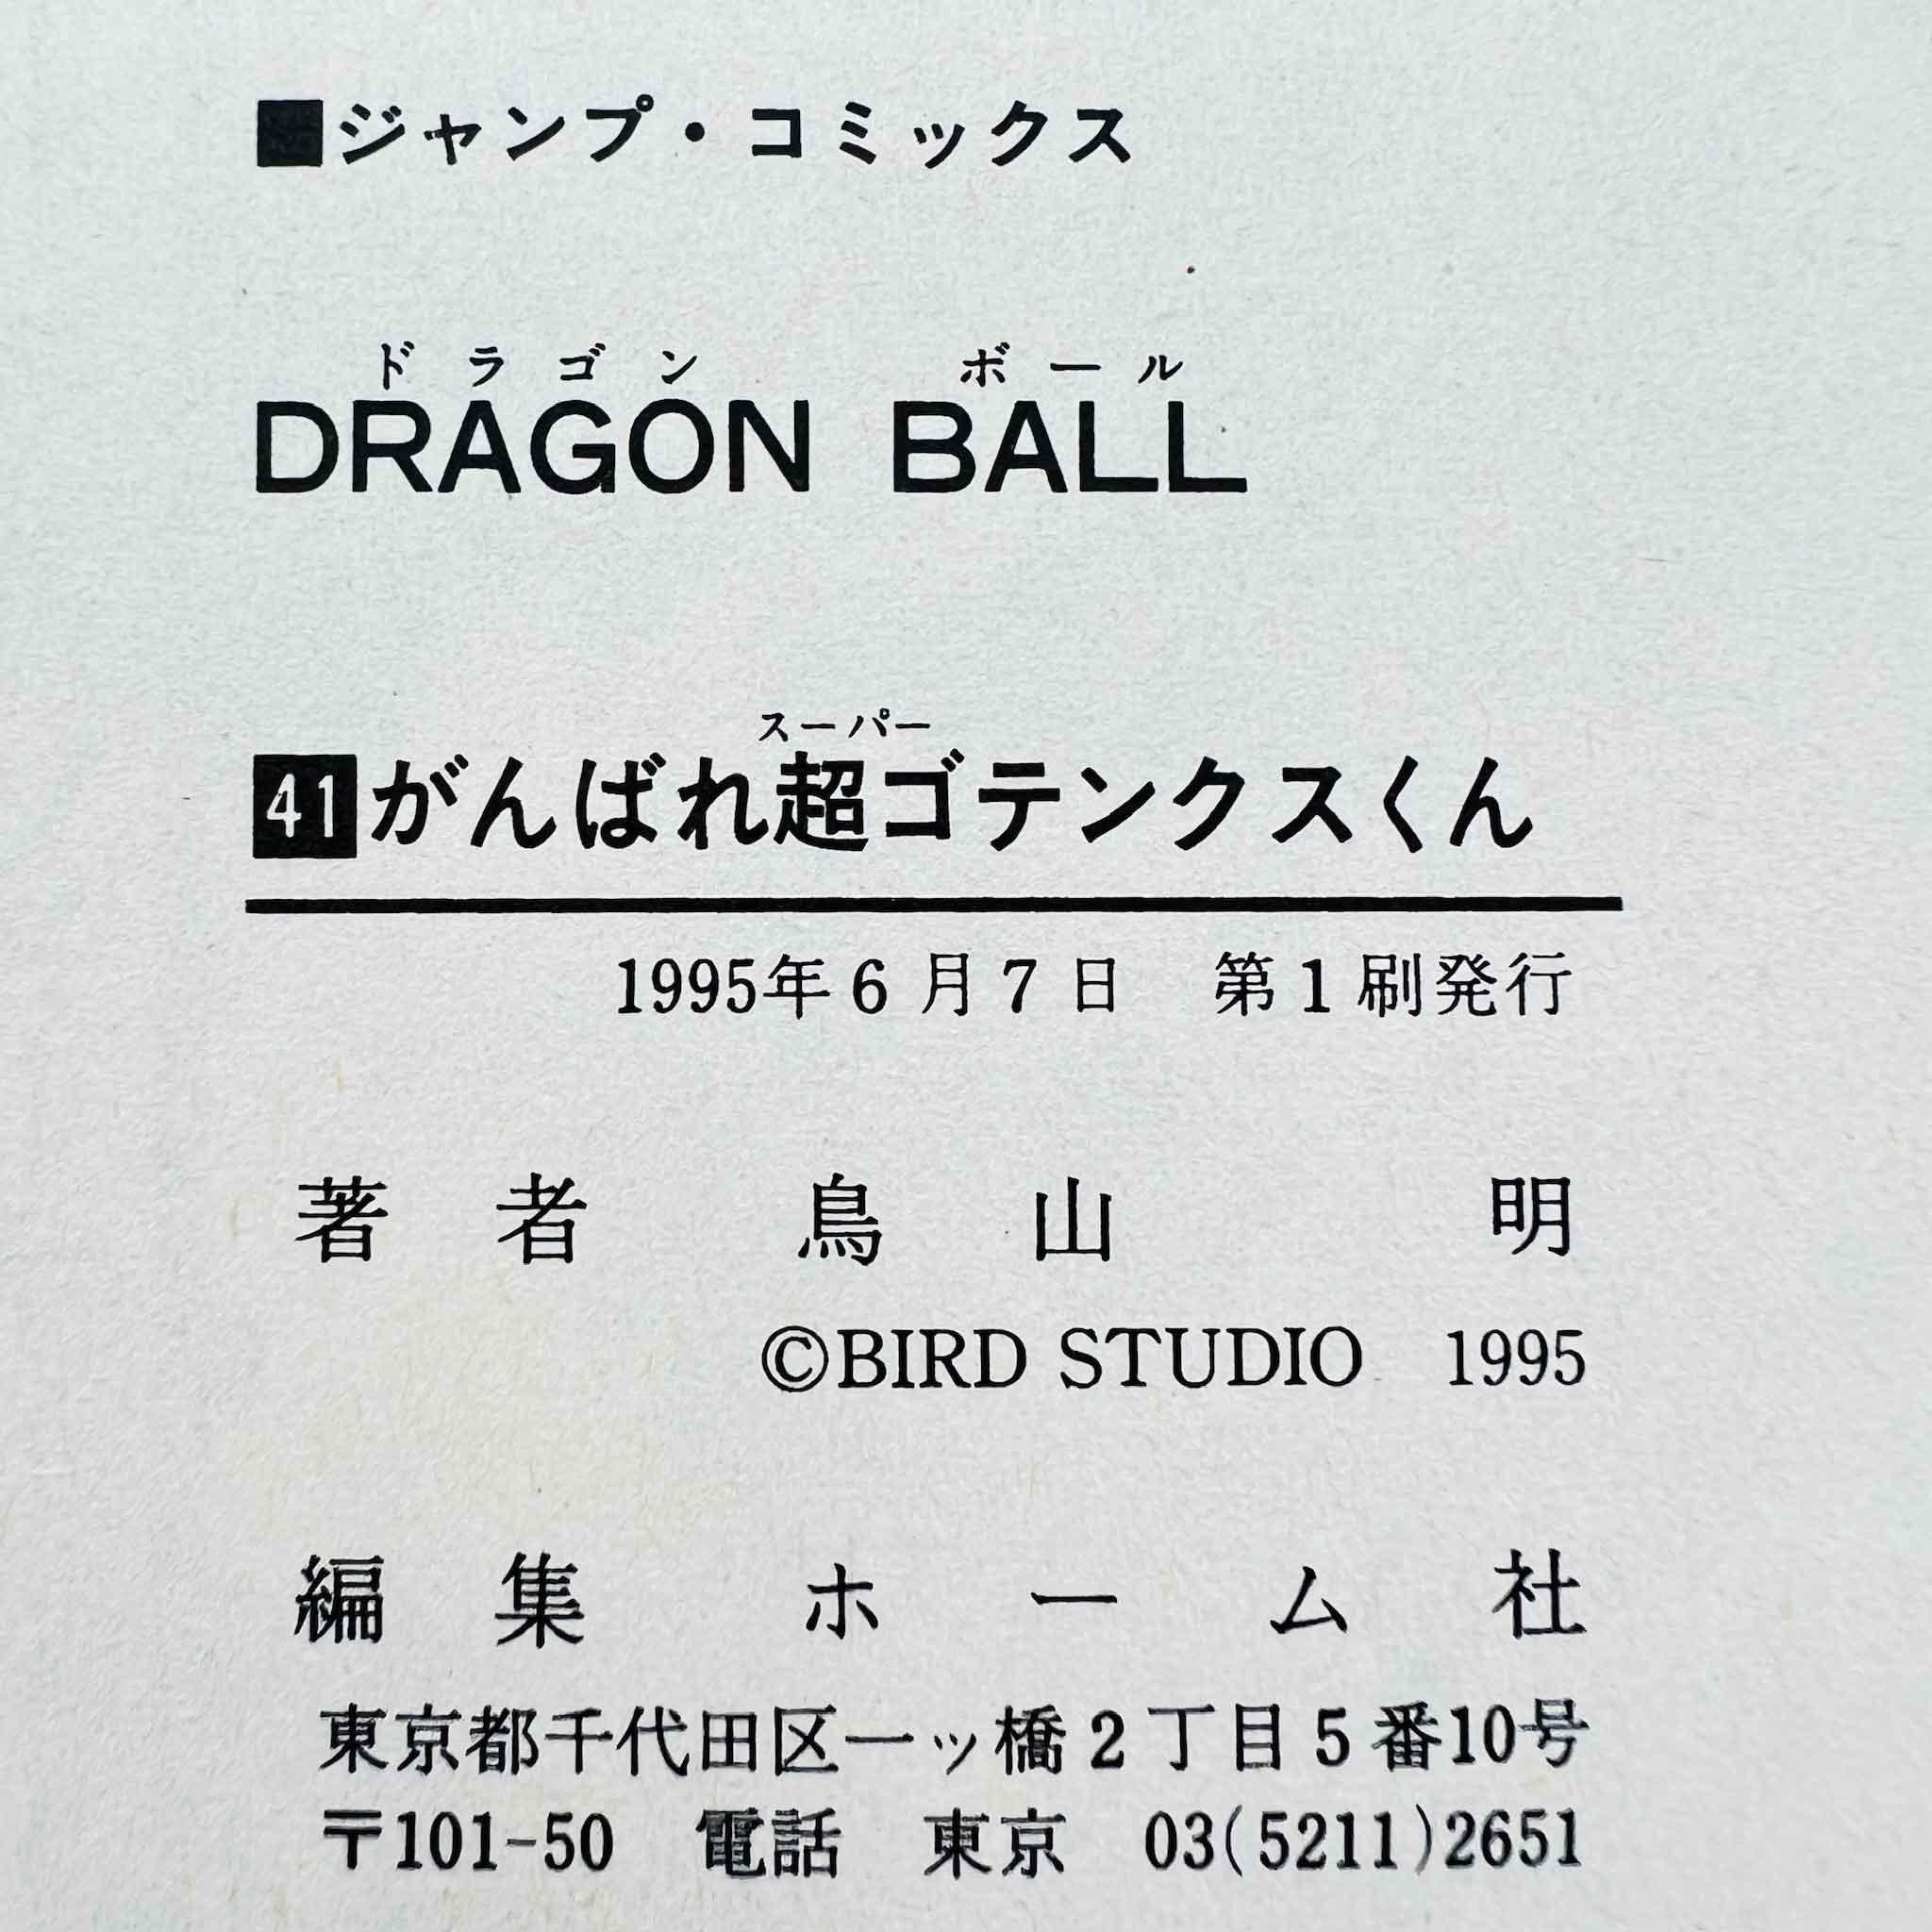 ■ジャンプ・コミックス
ドラゴン ボール
DRAGON BALL
スーパー
41がんばれ超ゴテンクスくん
1995年6月7日 第1刷発行
著者 鳥山 明
©BIRD STUDIO 1995
編集 ホーム社
東京都千代田区一ッ橋2丁目5番10号
〒101-50 電話 東京 03(5211)2651